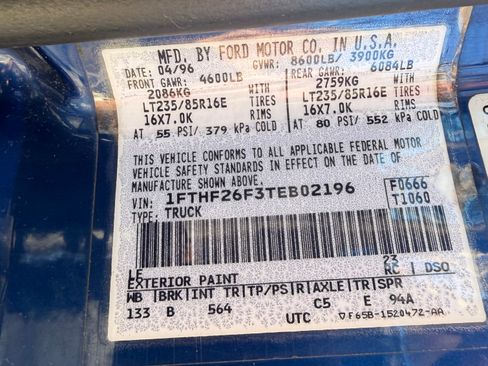 MFD. BY FORD MOTOR CO. IN U.S.A.
DATE: 04/96 GVWR: 8600LB/ 3900KG
FRONT GAWR: 4600LB REAR GAWR: 6084LB
2086KG WITH 2759KG WITH
LT235/85R16E TIRES LT235/85R16E TIRES
16X7.0K RIMS 16X7.0K RIMS
AT 55 PSI/ 379 kPa COLD AT 80 PSI/ 552 kPa COLD
THIS VEHICLE CONFORMS TO ALL APPLICABLE FEDERAL MOTOR
VEHICLE SAFETY STANDARDS IN EFFECT ON THE DATE OF
MANUFACTURE SHOWN ABOVE.
VIN: 1FTHF26F3TEB02196 F0666
TYPE: TRUCK T1060
LE 23
EXTERIOR PAINT RC | DSO
WB |BRK|INT TR|TP/PS|R|AXLE|TR|SPR
133 B 564 C5 E 94A
UTC ▽F65B-1520472-AA